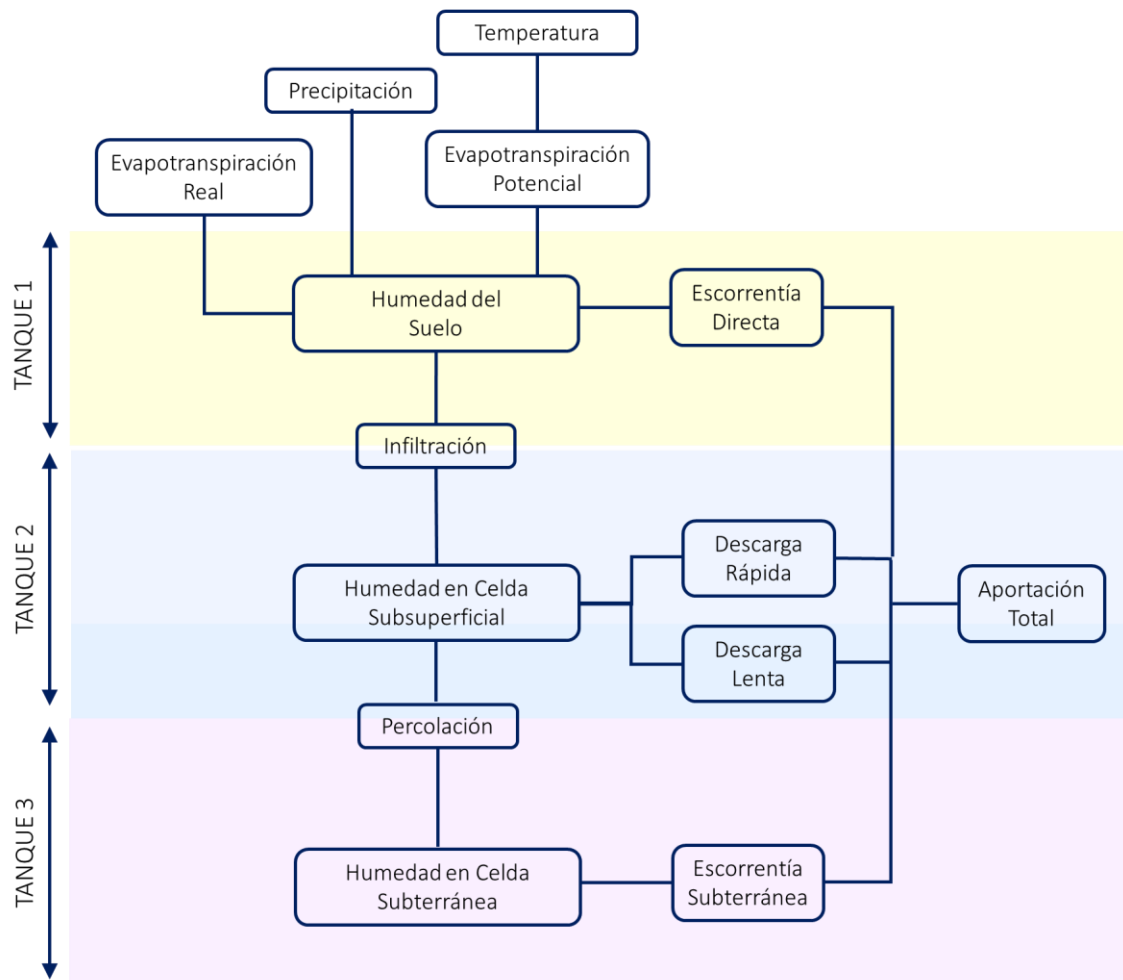 Temperatura
Precipitación
Evapotranspiración
Real
Evapotranspiración
Potencial
TANQUE 1
Humedad del
Suelo
Escorrentía
Directa
Infiltración
TANQUE 2
Humedad en Celda
Subsuperficial
Descarga
Rápida
Descarga
Lenta
Aportación
Total
Percolación
TANQUE 3
Humedad en Celda
Subterránea
Escorrentía
Subterránea